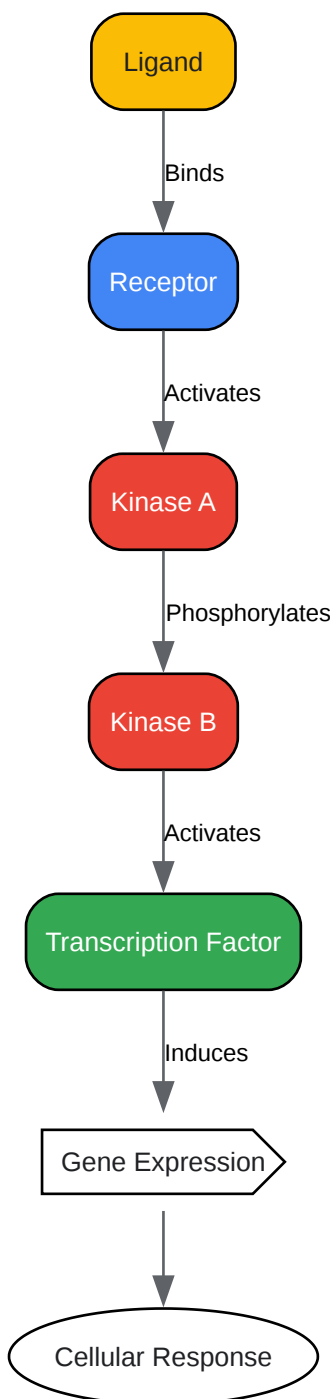 Ligand
Binds
Receptor
Activates
Kinase A
Phosphorylates
Kinase B
Activates
Transcription Factor
Induces
Gene Expression
Cellular Response